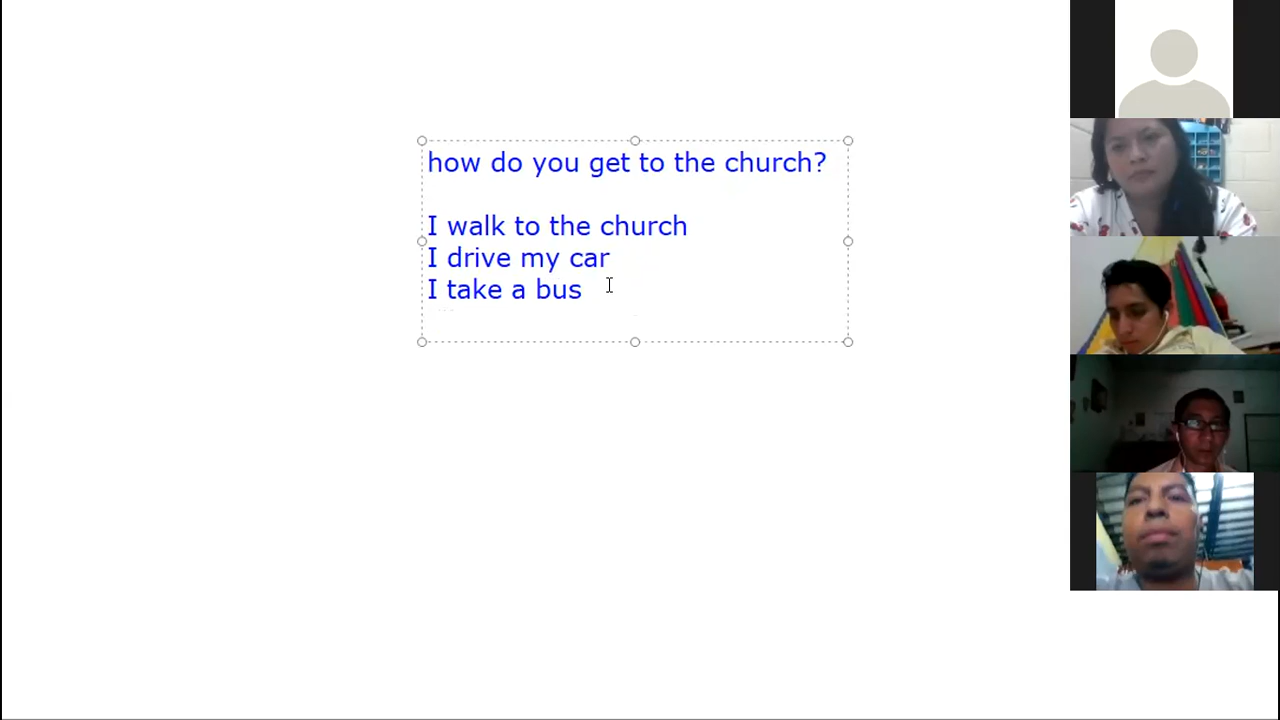 how do you get to the church?
I walk to the church
I drive my car
I take a bus